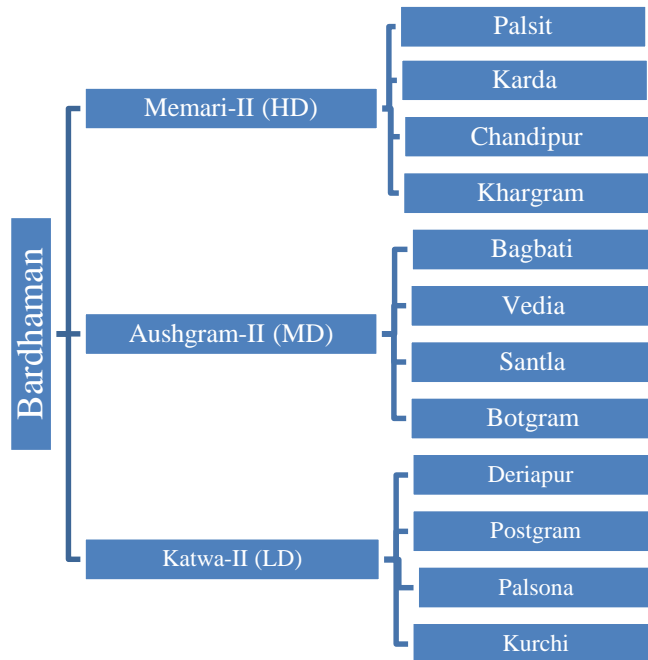 Bardhaman
Memari-II (HD)
Palsit
Karda
Chandipur
Khargram
Aushgram-II (MD)
Bagbati
Vedia
Santla
Botgram
Katwa-II (LD)
Deriapur
Postgram
Palsona
Kurchi